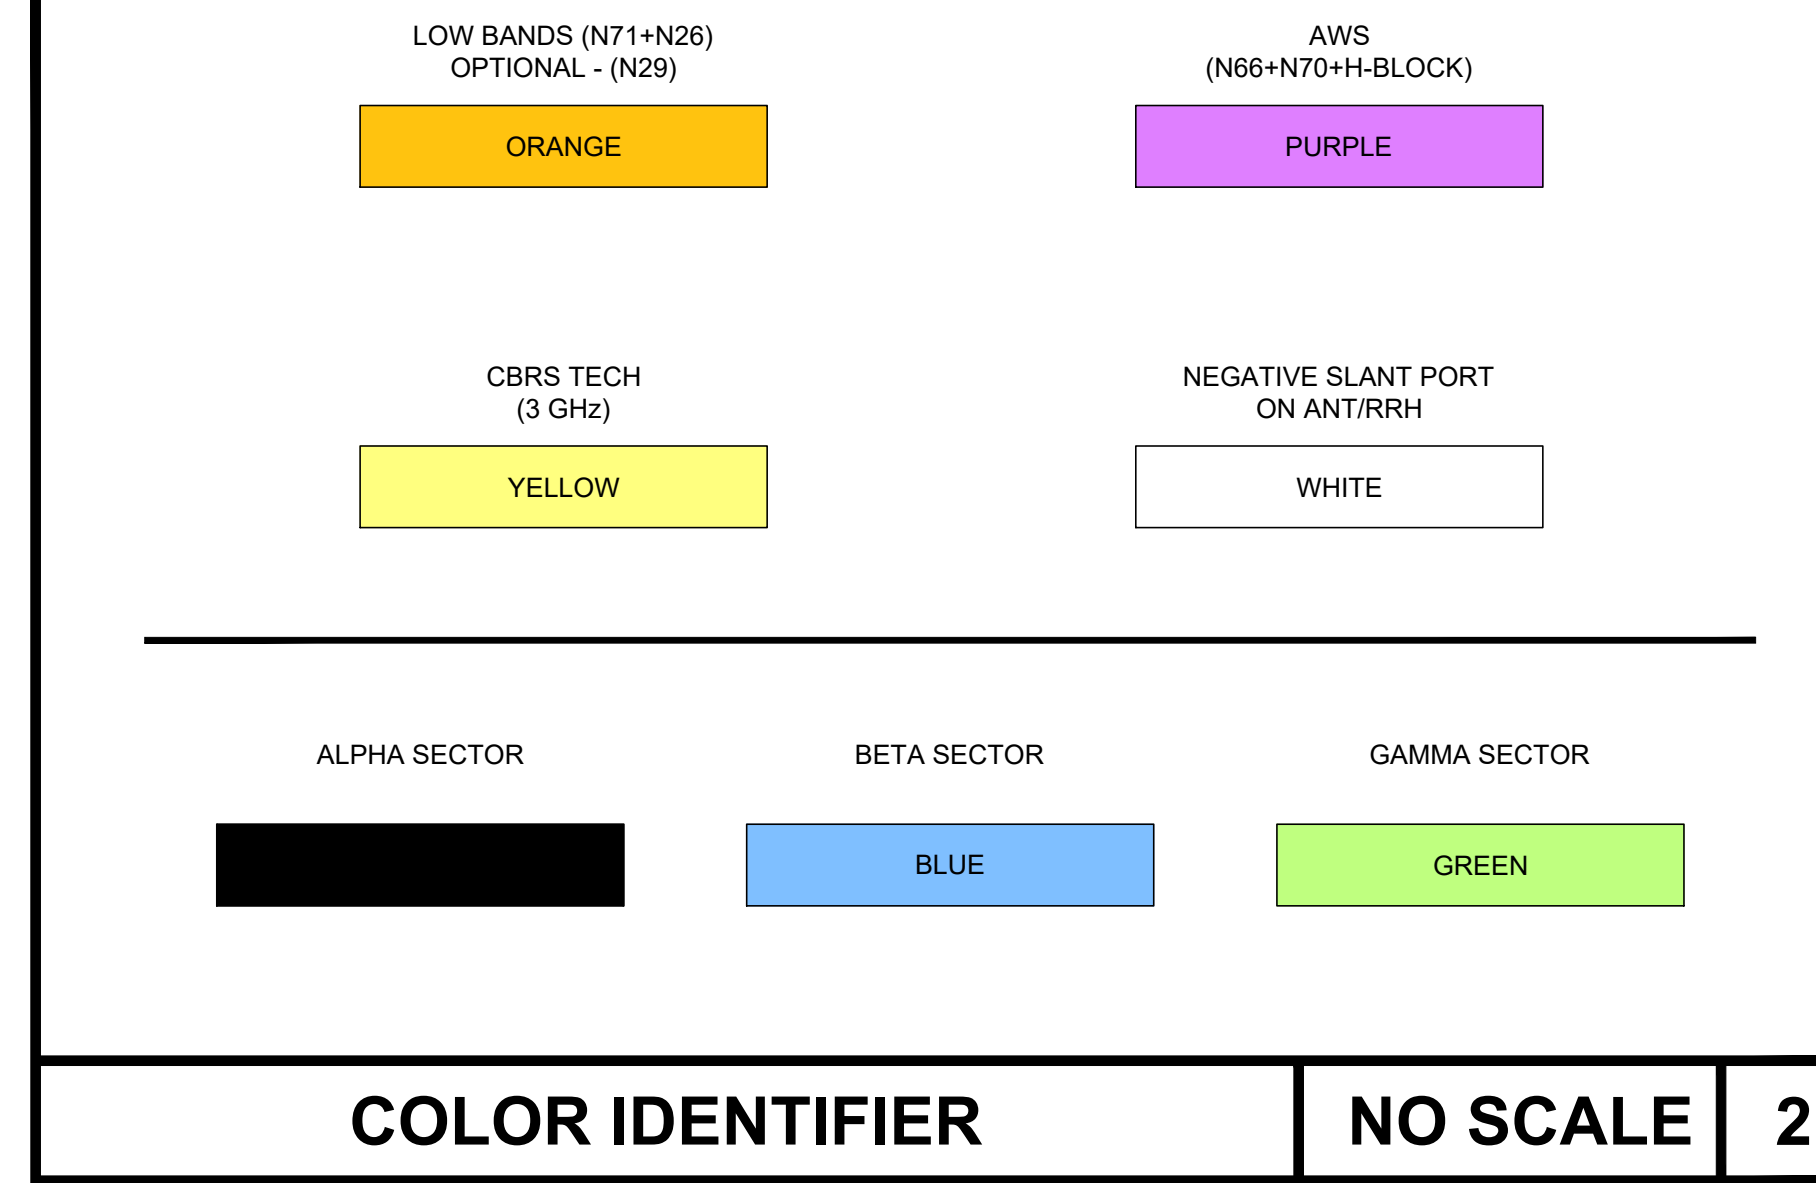 LOW BANDS (N71+N26)
OPTIONAL - (N29)
AWS
(N66+N70+H-BLOCK)
ORANGE
PURPLE
CBRS TECH
(3 GHz)
NEGATIVE SLANT PORT
ON ANT/RRH
YELLOW
WHITE
ALPHA SECTOR
BETA SECTOR
GAMMA SECTOR
BLUE
GREEN
COLOR IDENTIFIER
NO SCALE
2